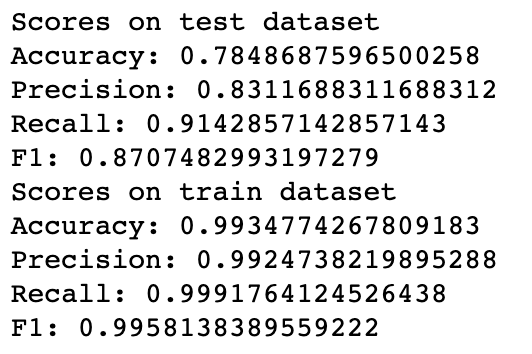 Scores on test dataset
Accuracy: 0.7848687596500258
Precision: 0.8311688311688312
Recall: 0.9142857142857143
F1: 0.8707482993197279
Scores on train dataset
Accuracy: 0.9934774267809183
Precision: 0.9924738219895288
Recall: 0.9991764124526438
F1: 0.9958138389559222